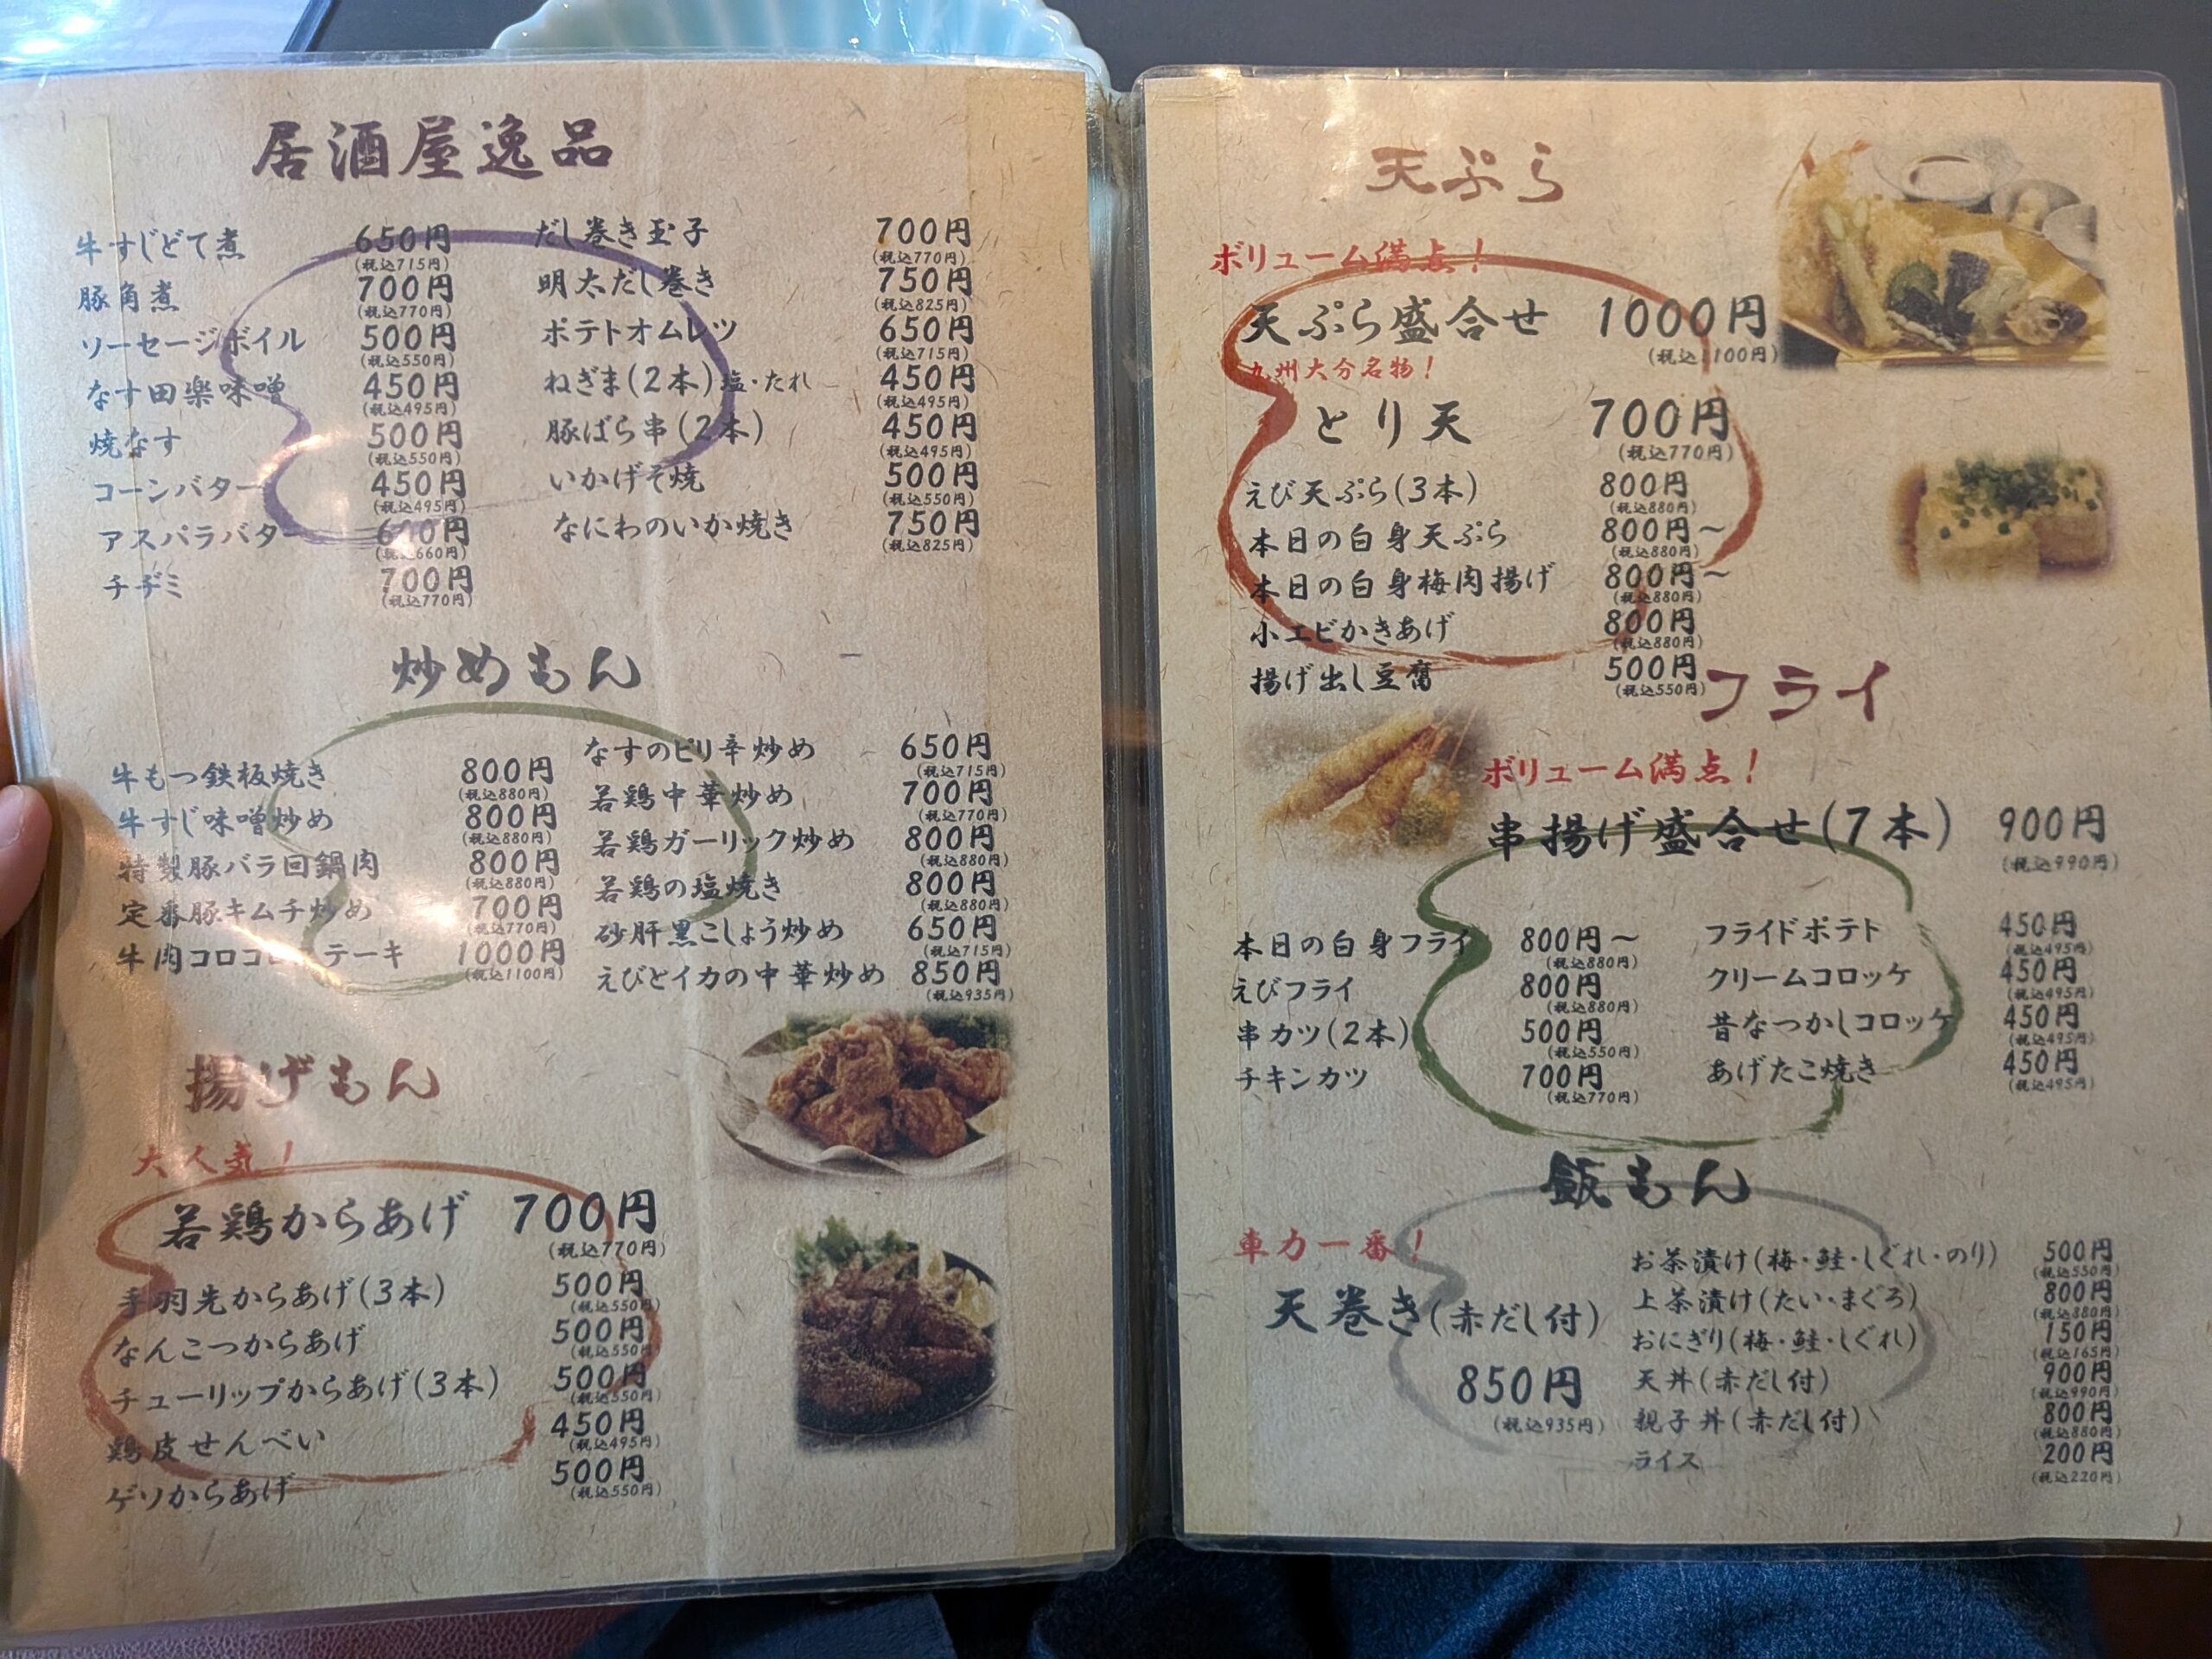 居酒屋逸品
牛すじどて煮 650円
(税込715円)
豚角煮 700円
(税込770円)
ソーセージボイル 500円
(税込550円)
なす田楽味噌 450円
(税込495円)
焼なす 500円
(税込550円)
コーンバター 450円
(税込495円)
アスパラバター 600円
(税込660円)
チヂミ 700円
(税込770円)
だし巻き玉子 700円
(税込770円)
明太だし巻き 750円
(税込825円)
ポテトオムレツ 650円
(税込715円)
ねぎま(2本)塩・たれ 450円
(税込495円)
豚ばら串(2本) 450円
(税込495円)
いかげそ焼 500円
(税込550円)
なにわのいか焼き 750円
(税込825円)
炒めもん
牛もつ鉄板焼き 800円
(税込880円)
牛すじ味噌炒め 800円
(税込880円)
特製豚バラ回鍋肉 800円
(税込880円)
定番豚キムチ炒め 700円
(税込770円)
牛肉コロコロステーキ 1000円
(税込1100円)
なすのピリ辛炒め 650円
(税込715円)
若鶏中華炒め 700円
(税込770円)
若鶏ガーリック炒め 800円
(税込880円)
若鶏の塩焼き 800円
(税込880円)
砂肝黒こしょう炒め 650円
(税込715円)
えびとイカの中華炒め 850円
(税込935円)
揚げもん
大人気!
若鶏からあげ 700円
(税込770円)
手羽先からあげ(3本) 500円
(税込550円)
なんこつからあげ 500円
(税込550円)
チューリップからあげ(3本) 500円
(税込550円)
鶏皮せんべい 450円
(税込495円)
ゲソからあげ 500円
(税込550円)
天ぷら
ボリューム満点!
天ぷら盛合せ 1000円
(税込1100円)
九州大分名物!
とり天 700円
(税込770円)
えび天ぷら(3本) 800円
(税込880円)
本日の白身天ぷら 800円~
(税込880円)
本日の白身梅肉揚げ 800円~
(税込880円)
小エビかきあげ 800円
(税込880円)
揚げ出し豆腐 500円
(税込550円)
フライ
ボリューム満点!
串揚げ盛合せ(7本) 900円
(税込990円)
本日の白身フライ 800円~
(税込880円)
えびフライ 800円
(税込880円)
串カツ(2本) 500円
(税込550円)
チキンカツ 700円
(税込770円)
フライドポテト 450円
(税込495円)
クリームコロッケ 450円
(税込495円)
昔なつかしコロッケ 450円
(税込495円)
あげたこ焼き 450円
(税込495円)
飯もん
車力一番!
天巻き(赤だし付)
850円
(税込935円)
お茶漬け(梅・鮭・しぐれ・のり) 500円
(税込550円)
上茶漬け(たい・まぐろ) 800円
(税込880円)
おにぎり(梅・鮭・しぐれ) 150円
(税込165円)
天丼(赤だし付) 900円
(税込990円)
親子丼(赤だし付) 800円
(税込880円)
ライス 200円
(税込220円)